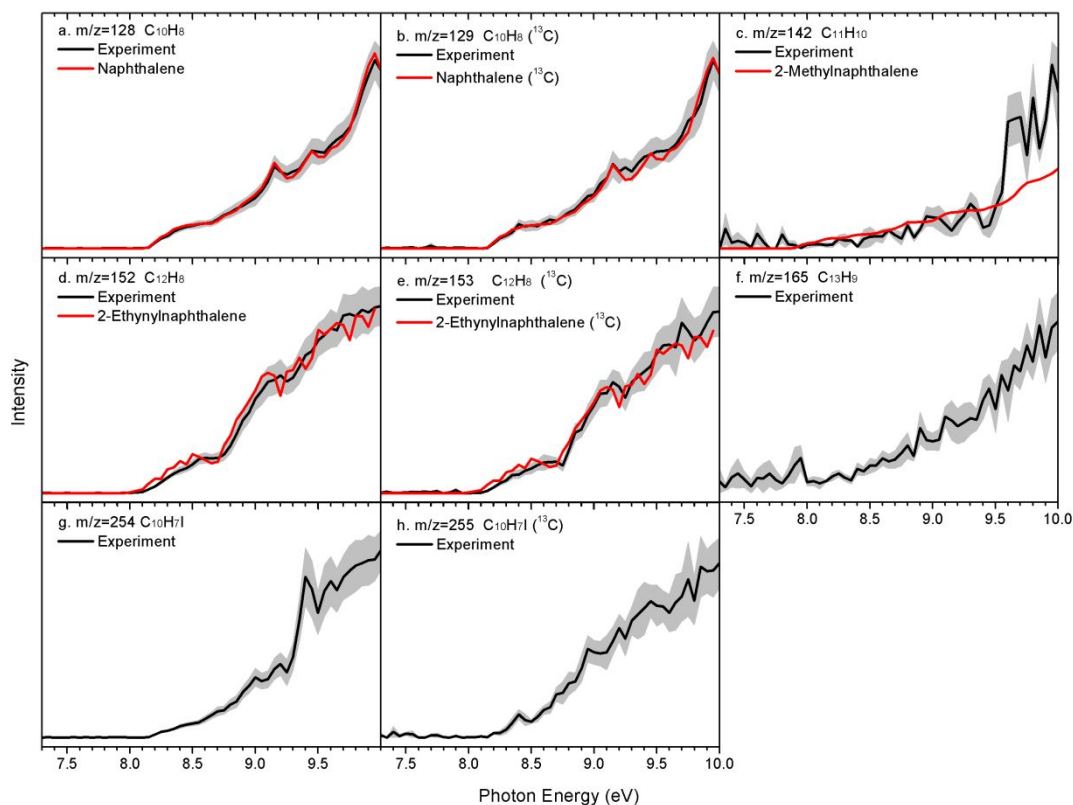 a. m/z=128 C₁₀H₈
Experiment
Naphthalene
b. m/z=129 C₁₀H₈ (¹³C)
Experiment
Naphthalene (¹³C)
c. m/z=142 C₁₁H₁₀
Experiment
2-Methylnaphthalene
d. m/z=152 C₁₂H₈
Experiment
2-Ethynylnaphthalene
e. m/z=153 C₁₂H₈ (¹³C)
Experiment
2-Ethynylnaphthalene (¹³C)
f. m/z=165 C₁₃H₉
Experiment
Intensity
7.5 8.0 8.5 9.0 9.5 10.0
g. m/z=254 C₁₀H₇I
Experiment
h. m/z=255 C₁₀H₇I (¹³C)
Experiment
7.5 8.0 8.5 9.0 9.5 7.5 8.0 8.5 9.0 9.5 10.0
Photon Energy (eV)